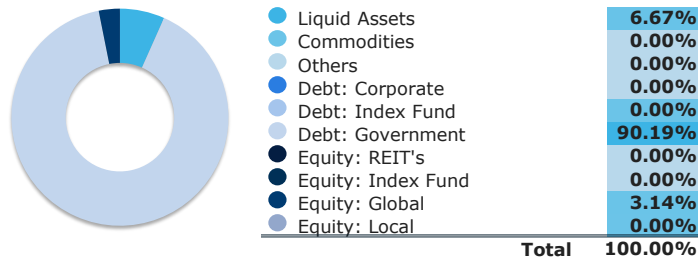 Liquid Assets 6.67%
Commodities 0.00%
Others 0.00%
Debt: Corporate 0.00%
Debt: Index Fund 0.00%
Debt: Government 90.19%
Equity: REIT's 0.00%
Equity: Index Fund 0.00%
Equity: Global 3.14%
Equity: Local 0.00%
Total 100.00%